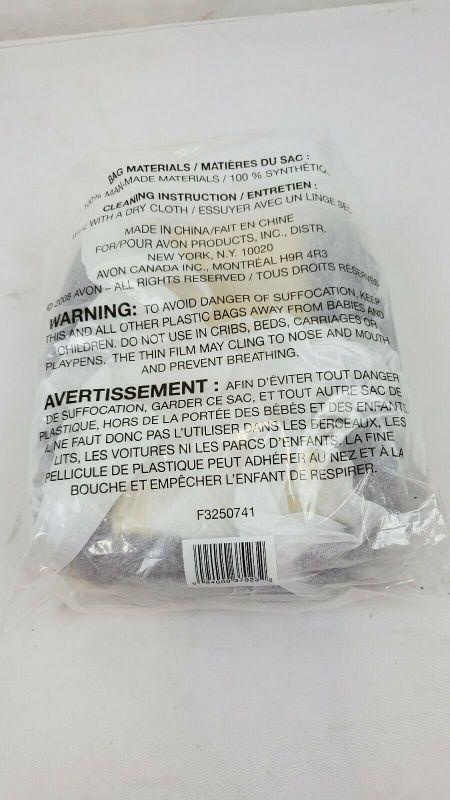 BAG MATERIALS / MATIÈRES DU SAC :
100% MAN-MADE MATERIALS / 100 % SYNTHÉTIQ
CLEANING INSTRUCTION / ENTRETIEN :
WITH A DRY CLOTH / ESSUYER AVEC UN LINGE SEC
MADE IN CHINA/FAIT EN CHINE
FOR/POUR AVON PRODUCTS, INC., DISTR.
NEW YORK, N.Y. 10020
AVON CANADA INC., MONTRÉAL H9R 4R3
© 2008 AVON – ALL RIGHTS RESERVED / TOUS DROITS RÉSERVÉS
WARNING: TO AVOID DANGER OF SUFFOCATION, KEEP
THIS AND ALL OTHER PLASTIC BAGS AWAY FROM BABIES AND
CHILDREN. DO NOT USE IN CRIBS, BEDS, CARRIAGES OR
PLAYPENS. THE THIN FILM MAY CLING TO NOSE AND MOUTH
AND PREVENT BREATHING.
AVERTISSEMENT : AFIN D'ÉVITER TOUT DANGER
DE SUFFOCATION, GARDER CE SAC, ET TOUT AUTRE SAC DE
PLASTIQUE, HORS DE LA PORTÉE DES BÉBÉS ET DES ENFANTS.
IL NE FAUT DONC PAS L'UTILISER DANS LES BERCEAUX, LES
LITS, LES VOITURES NI LES PARCS D'ENFANTS. LA FINE
PELLICULE DE PLASTIQUE PEUT ADHÉRER AU NEZ ET À LA
BOUCHE ET EMPÊCHER L'ENFANT DE RESPIRER.
F3250741